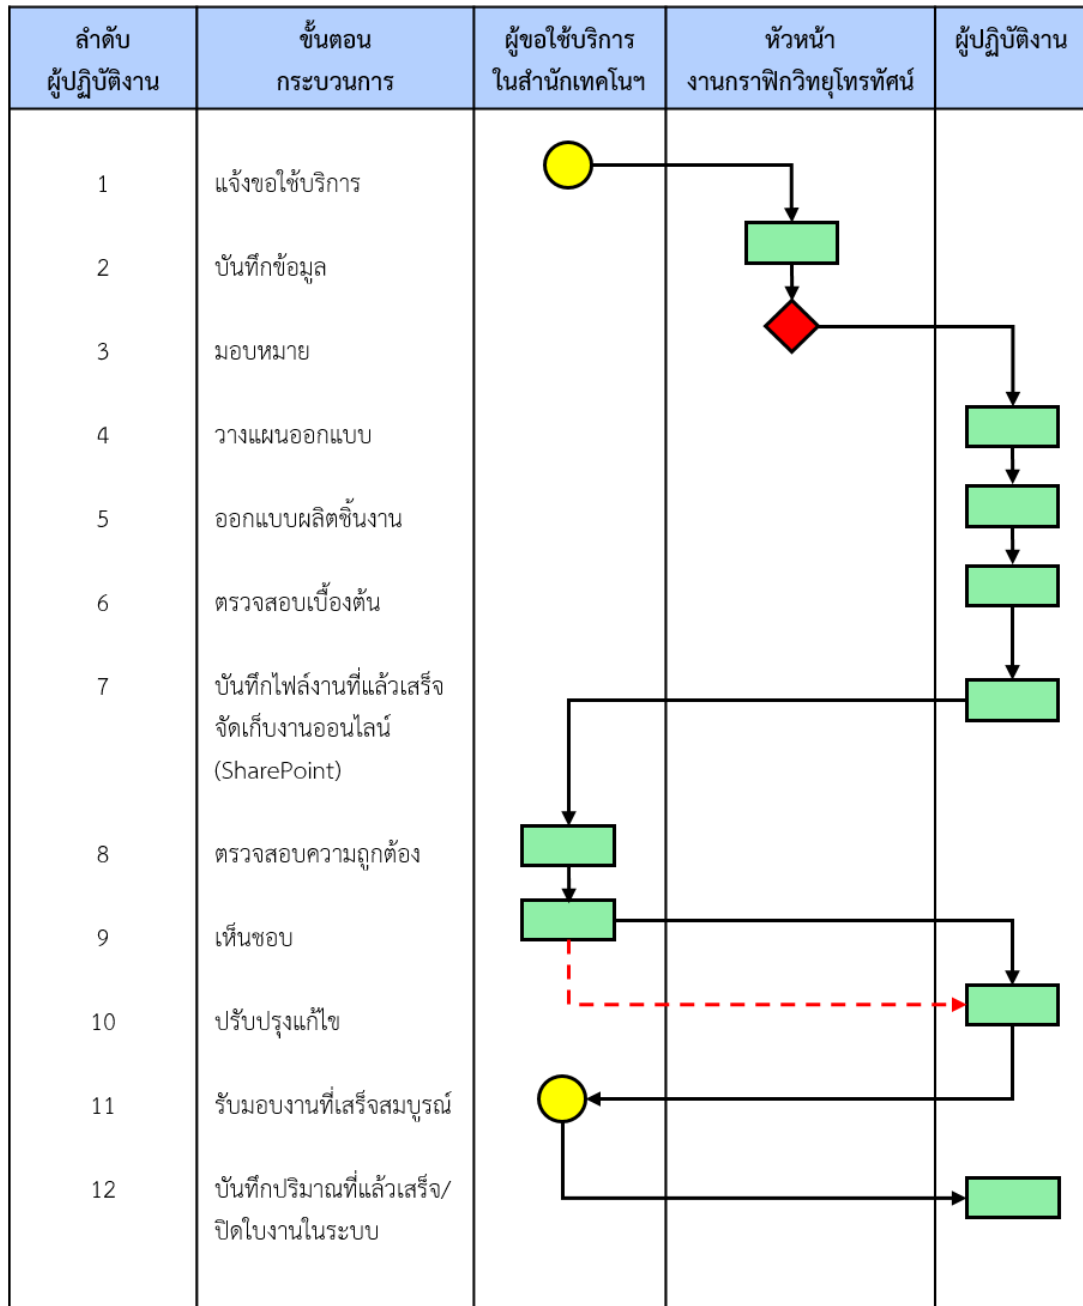 ลำดับ
ผู้ปฏิบัติงาน
ขั้นตอน
กระบวนการ
ผู้ขอใช้บริการ
ในสำนักเทคโนฯ
หัวหน้า
งานกราฟิกวิทยุโทรทัศน์
ผู้ปฏิบัติงาน
1 แจ้งขอใช้บริการ
2 บันทึกข้อมูล
3 มอบหมาย
4 วางแผนออกแบบ
5 ออกแบบผลิตชิ้นงาน
6 ตรวจสอบเบื้องต้น
7 บันทึกไฟล์งานที่แล้วเสร็จ
จัดเก็บงานออนไลน์
(SharePoint)
8 ตรวจสอบความถูกต้อง
9 เห็นชอบ
10 ปรับปรุงแก้ไข
11 รับมอบงานที่เสร็จสมบูรณ์
12 บันทึกปริมาณที่แล้วเสร็จ/
ปิดใบงานในระบบ